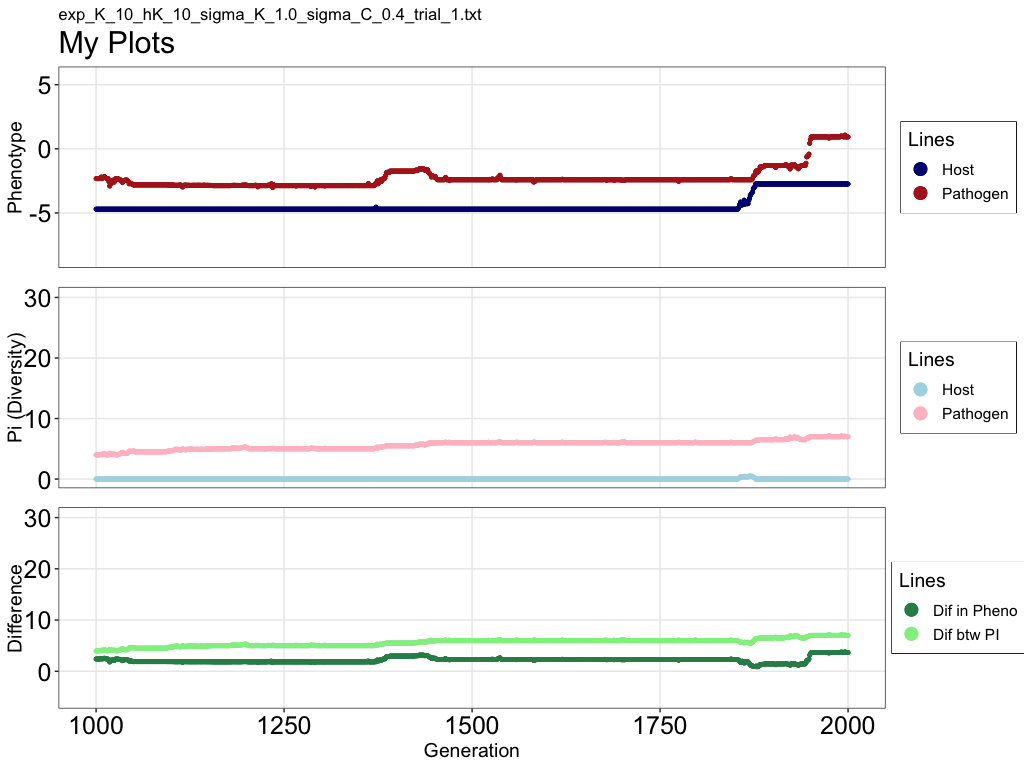 exp_K_10_hK_10_sigma_K_1.0_sigma_C_0.4_trial_1.txt
My Plots
Phenotype
5
0
-5
Lines
Host
Pathogen
Pi (Diversity)
30
20
10
0
Lines
Host
Pathogen
Difference
30
20
10
0
Lines
Dif in Pheno
Dif btw PI
1000 1250 1500 1750 2000
Generation